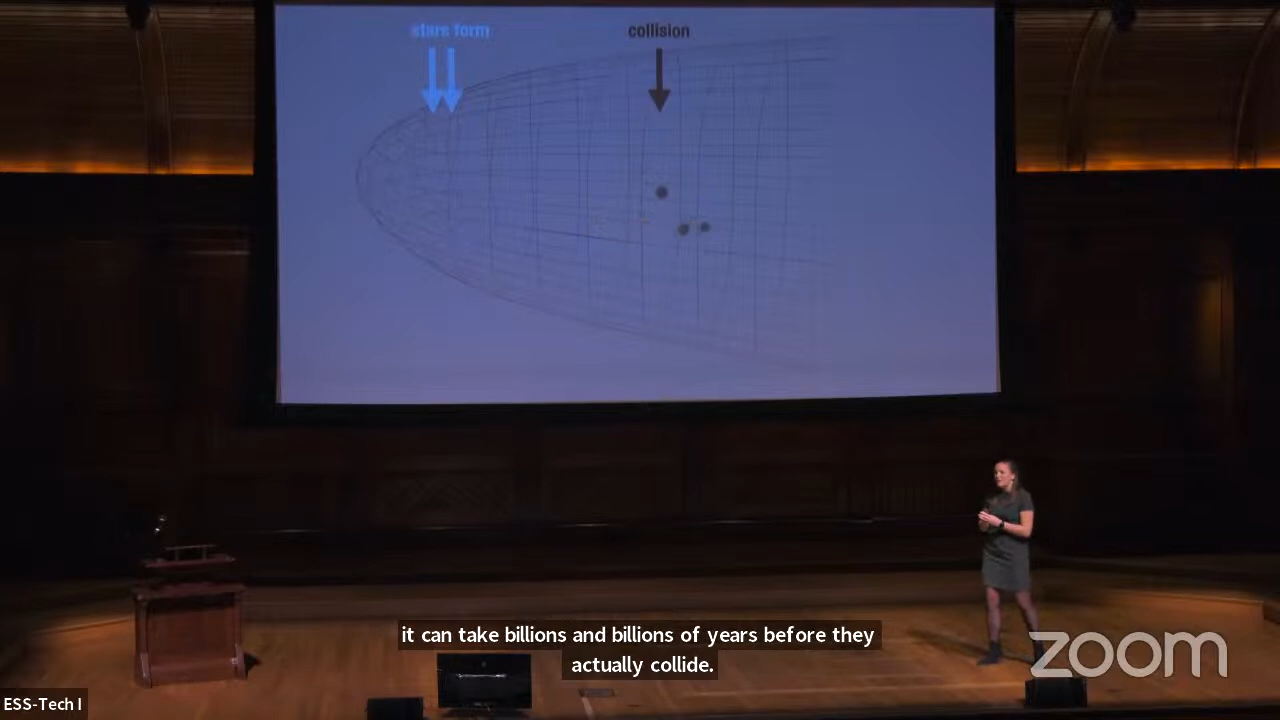 stars form
collision
it can take billions and billions of years before they
actually collide.
zoom
ESS-Tech I